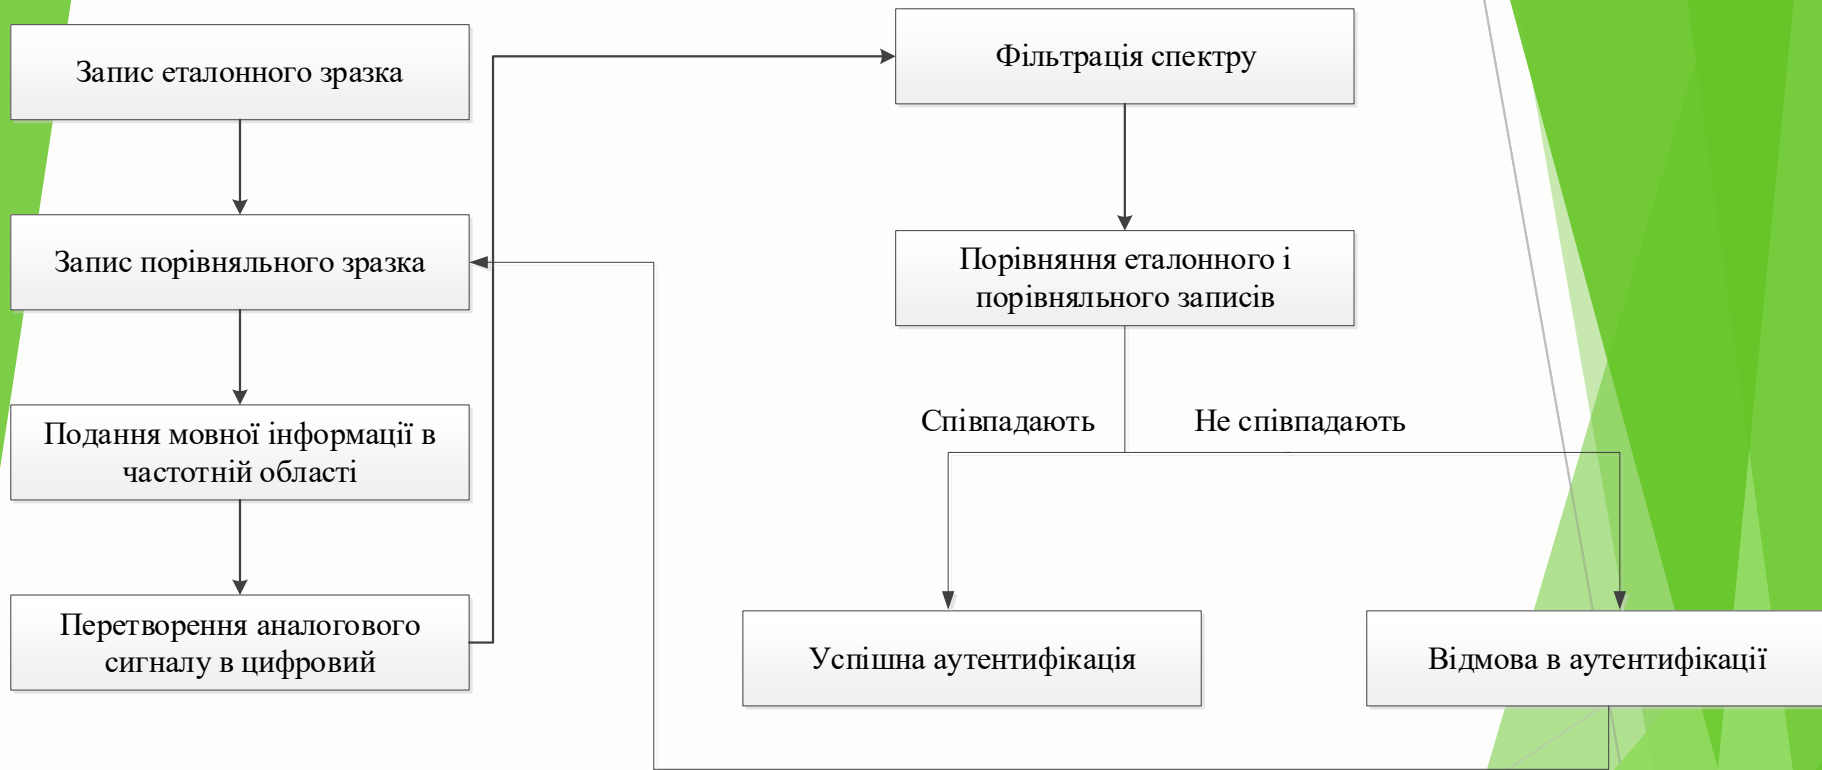 Запис еталонного зразка
Запис порівняльного зразка
Подання мовної інформації в
частотній області
Перетворення аналогового
сигналу в цифровий
Фільтрація спектру
Порівняння еталонного і
порівняльного записів
Співпадають
Не співпадають
Успішна аутентифікація
Відмова в аутентифікації